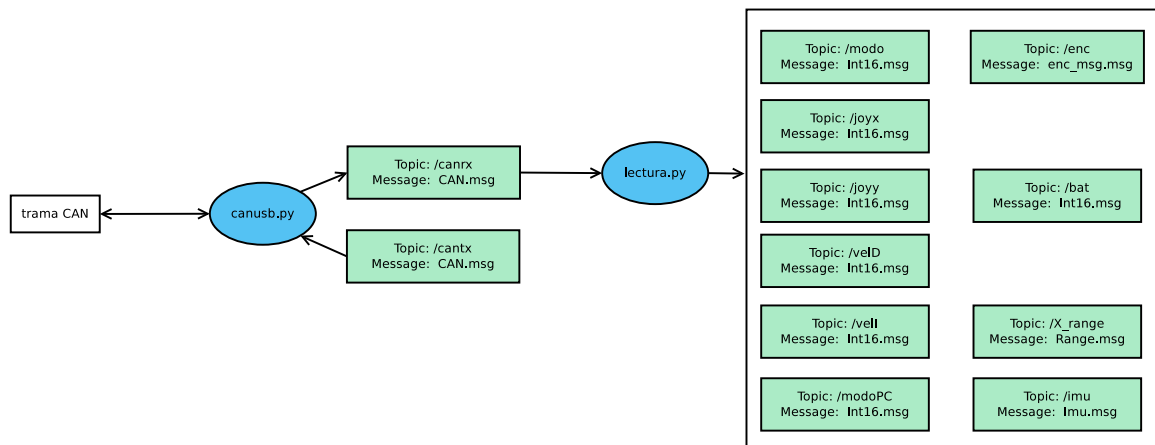 trama CAN
canusb.py
Topic: /canrx
Message: CAN.msg
Topic: /cantx
Message: CAN.msg
lectura.py
Topic: /modo
Message: Int16.msg
Topic: /enc
Message: enc_msg.msg
Topic: /joyx
Message: Int16.msg
Topic: /joyy
Message: Int16.msg
Topic: /bat
Message: Int16.msg
Topic: /velD
Message: Int16.msg
Topic: /velI
Message: Int16.msg
Topic: /X_range
Message: Range.msg
Topic: /modoPC
Message: Int16.msg
Topic: /imu
Message: Imu.msg